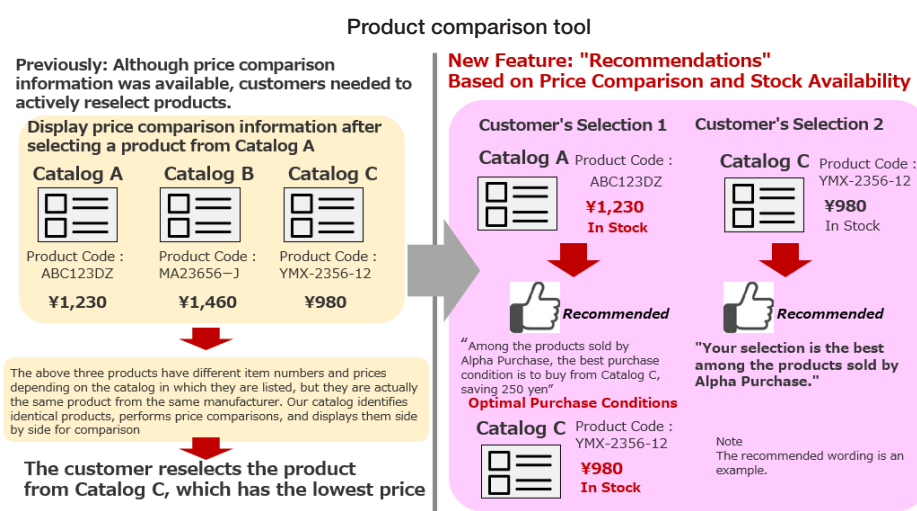 Product comparison tool
Previously: Although price comparison
information was available, customers needed to
actively reselect products.
Display price comparison information after
selecting a product from Catalog A
Catalog A
Catalog B
Catalog C
Product Code :
ABC123DZ
¥1,230
Product Code :
MA23656−J
¥1,460
Product Code :
YMX-2356-12
¥980
The above three products have different item numbers and prices
depending on the catalog in which they are listed, but they are actually
the same product from the same manufacturer. Our catalog identifies
identical products, performs price comparisons, and displays them side
by side for comparison
The customer reselects the product
from Catalog C, which has the lowest price
New Feature: "Recommendations"
Based on Price Comparison and Stock Availability
Customer's Selection 1
Catalog A
Product Code :
ABC123DZ
¥1,230
In Stock
Recommended
“Among the products sold by
Alpha Purchase, the best purchase
condition is to buy from Catalog C,
saving 250 yen”
Optimal Purchase Conditions
Catalog C
Product Code :
YMX-2356-12
¥980
In Stock
Customer's Selection 2
Catalog C
Product Code :
YMX-2356-12
¥980
In Stock
Recommended
"Your selection is the best
among the products sold by
Alpha Purchase."
Note
The recommended wording is an
example.